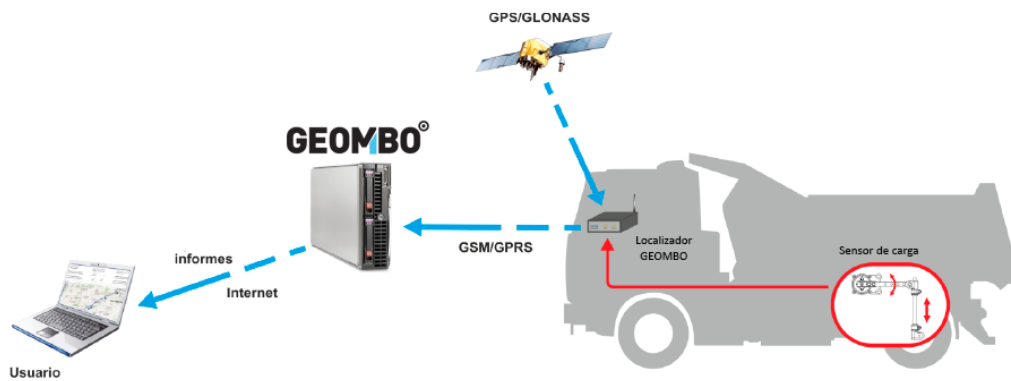 GPS/GLONASS
GEOMBO
GSM/GPRS
Localizador
GEOMBO
Sensor de carga
informes
Internet
Usuario